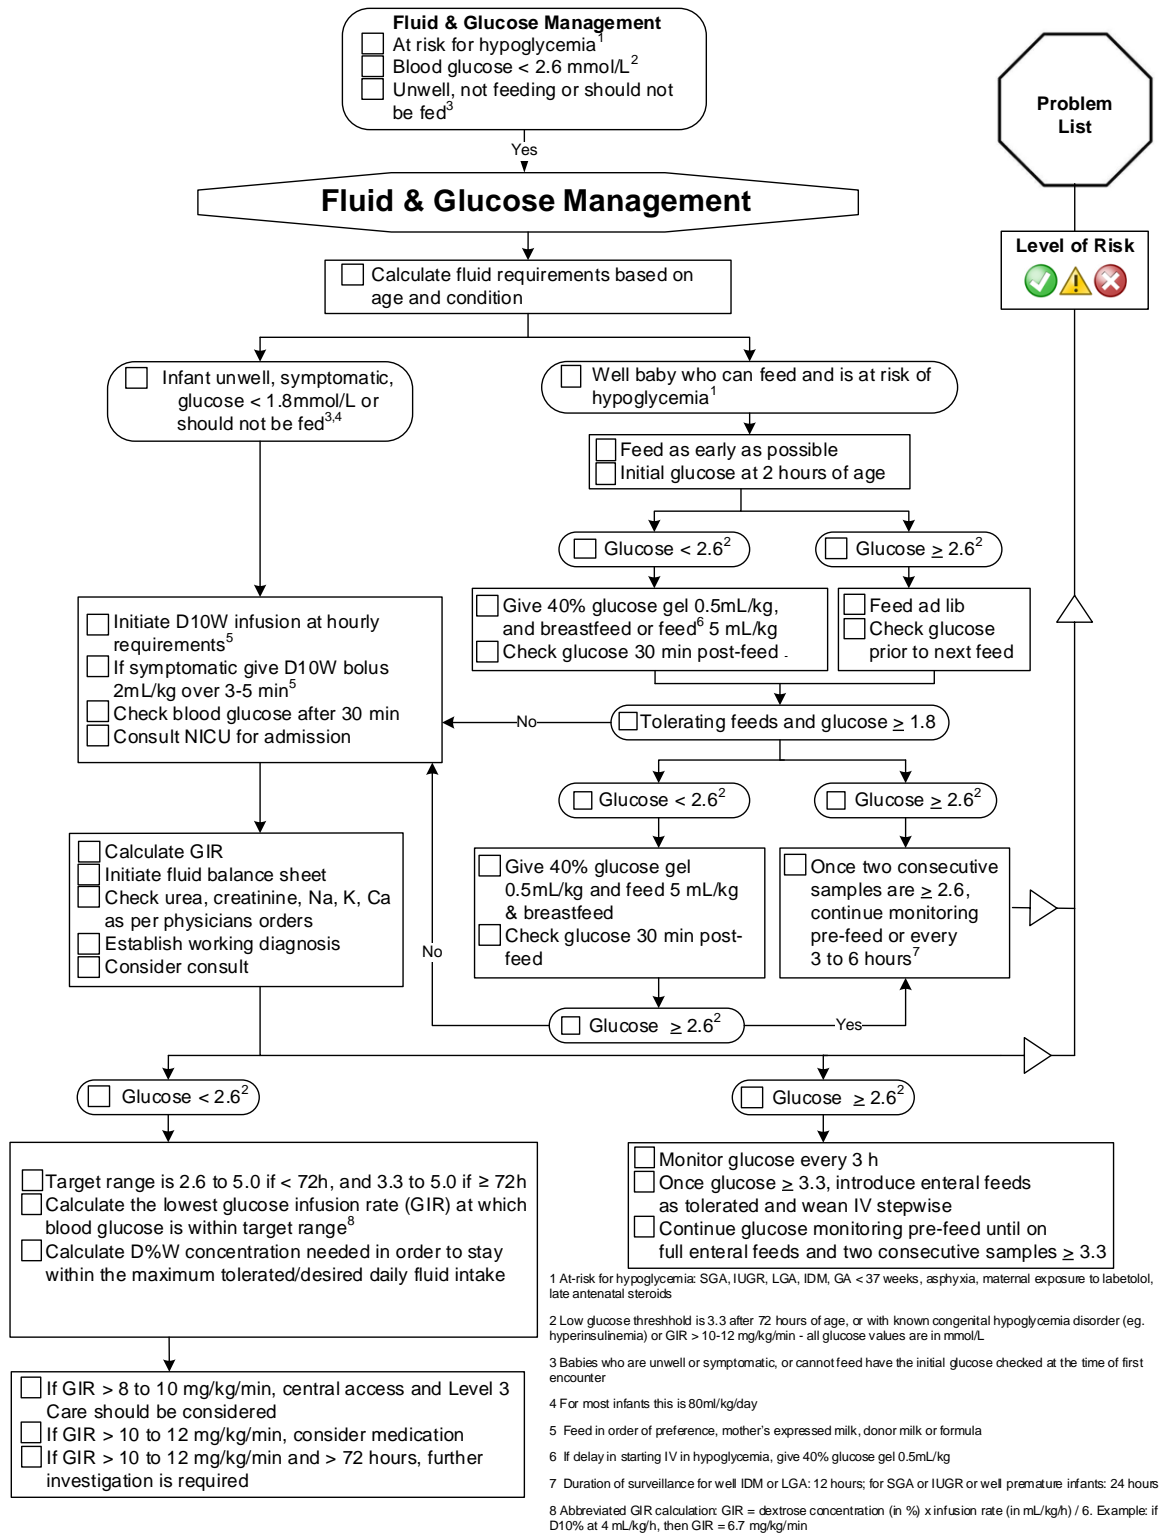 Fluid & Glucose Management
At risk for hypoglycemia1
Blood glucose < 2.6 mmol/L2
Unwell, not feeding or should not
be fed3
Problem
List
Yes
Fluid & Glucose Management
Level of Risk
Calculate fluid requirements based on
age and condition
Infant unwell, symptomatic,
glucose < 1.8mmol/L or
should not be fed3,4
Well baby who can feed and is at risk of
hypoglycemia1
Feed as early as possible
Initial glucose at 2 hours of age
Glucose < 2.62
Glucose ≥ 2.62
Give 40% glucose gel 0.5mL/kg,
and breastfeed or feed6 5 mL/kg
Check glucose 30 min post-feed .
Feed ad lib
Check glucose
prior to next feed
Initiate D10W infusion at hourly
requirements5
If symptomatic give D10W bolus
2mL/kg over 3-5 min5
Check blood glucose after 30 min
Consult NICU for admission
No
Tolerating feeds and glucose ≥ 1.8
Glucose < 2.62
Glucose ≥ 2.62
Calculate GIR
Initiate fluid balance sheet
Check urea, creatinine, Na, K, Ca
as per physicians orders
Establish working diagnosis
Consider consult
No
Give 40% glucose gel
0.5mL/kg and feed 5 mL/kg
& breastfeed
Check glucose 30 min post-
feed
Once two consecutive
samples are ≥ 2.6,
continue monitoring
pre-feed or every
3 to 6 hours7
Glucose ≥ 2.62
Yes
Glucose < 2.62
Glucose ≥ 2.62
Target range is 2.6 to 5.0 if < 72h, and 3.3 to 5.0 if ≥ 72h
Calculate the lowest glucose infusion rate (GIR) at which
blood glucose is within target range8
Calculate D%W concentration needed in order to stay
within the maximum tolerated/desired daily fluid intake
Monitor glucose every 3 h
Once glucose ≥ 3.3, introduce enteral feeds
as tolerated and wean IV stepwise
Continue glucose monitoring pre-feed until on
full enteral feeds and two consecutive samples ≥ 3.3
If GIR > 8 to 10 mg/kg/min, central access and Level 3
Care should be considered
If GIR > 10 to 12 mg/kg/min, consider medication
If GIR > 10 to 12 mg/kg/min and > 72 hours, further
investigation is required
1 At-risk for hypoglycemia: SGA, IUGR, LGA, IDM, GA < 37 weeks, asphyxia, maternal exposure to labetolol,
late antenatal steroids
2 Low glucose threshhold is 3.3 after 72 hours of age, or with known congenital hypoglycemia disorder (eg.
hyperinsulinemia) or GIR > 10-12 mg/kg/min - all glucose values are in mmol/L
3 Babies who are unwell or symptomatic, or cannot feed have the initial glucose checked at the time of first
encounter
4 For most infants this is 80ml/kg/day
5 Feed in order of preference, mother's expressed milk, donor milk or formula
6 If delay in starting IV in hypoglycemia, give 40% glucose gel 0.5mL/kg
7 Duration of surveillance for well IDM or LGA: 12 hours; for SGA or IUGR or well premature infants: 24 hours
8 Abbreviated GIR calculation: GIR = dextrose concentration (in %) x infusion rate (in mL/kg/h) / 6. Example: if
D10% at 4 mL/kg/h, then GIR = 6.7 mg/kg/min